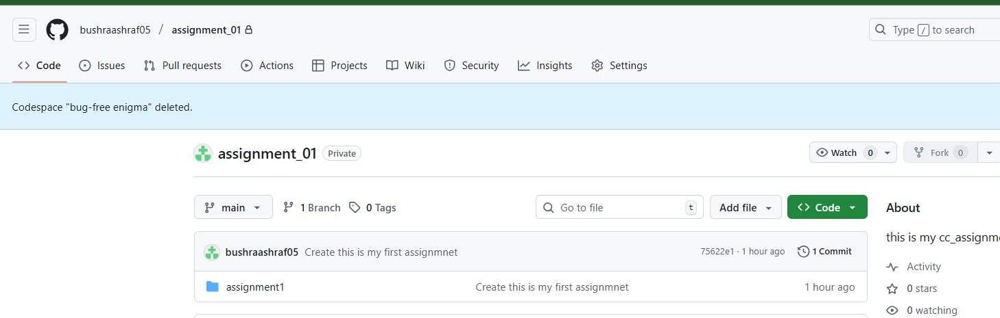 bushraashraf05 / assignment_01 Type / to search
Code Issues Pull requests Actions Projects Wiki Security Insights Settings
Codespace "bug-free enigma" deleted.
assignment_01 Private Watch 0 Fork 0
main 1 Branch 0 Tags Go to file t Add file Code About
this is my cc_assignme
bushraashraf05 Create this is my first assignmnet 75622e1 · 1 hour ago 1 Commit
Activity
assignment1 Create this is my first assignmnet 1 hour ago
0 stars
0 watching